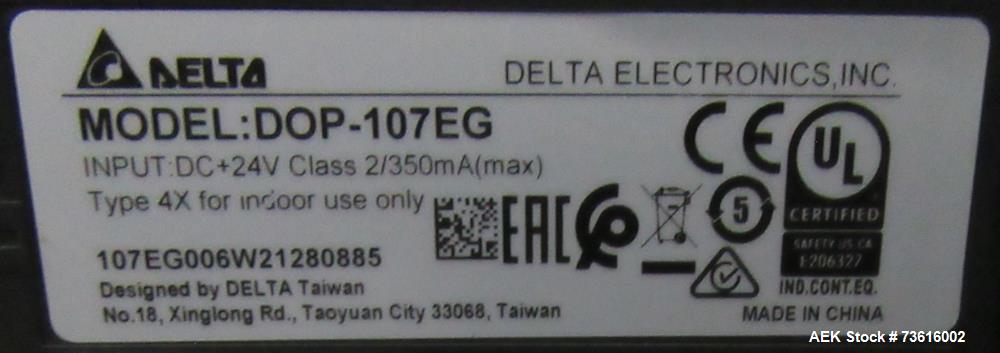 DELTA
DELTA ELECTRONICS,INC.
MODEL:DOP-107EG
INPUT:DC+24V Class 2/350mA(max)
Type 4X for indoor use only
CE
UL
CERTIFIED
SAFETY US CA
E206327
IND.CONT.EQ.
EAC
5
107EG006W21280885
Designed by DELTA Taiwan
No.18, Xinglong Rd., Taoyuan City 33068, Taiwan
MADE IN CHINA
AEK Stock # 73616002